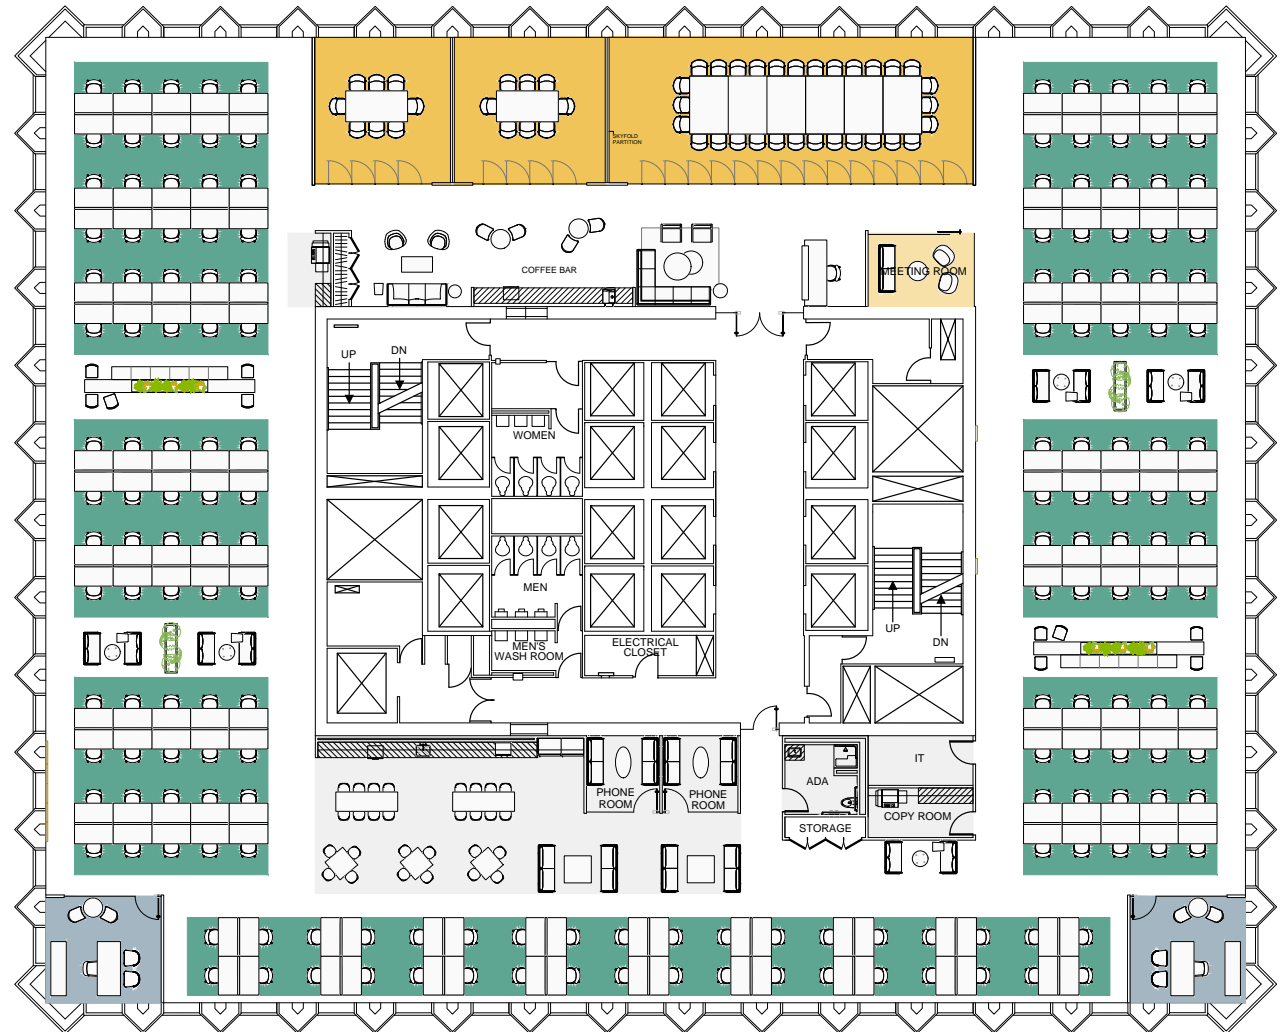 SKYFOLD
PARTITION
COFFEE BAR
MEETING ROOM
UP
DN
WOMEN
MEN
MEN'S
WASH ROOM
ELECTRICAL
CLOSET
UP
DN
PHONE
ROOM
PHONE
ROOM
ADA
IT
COPY ROOM
STORAGE